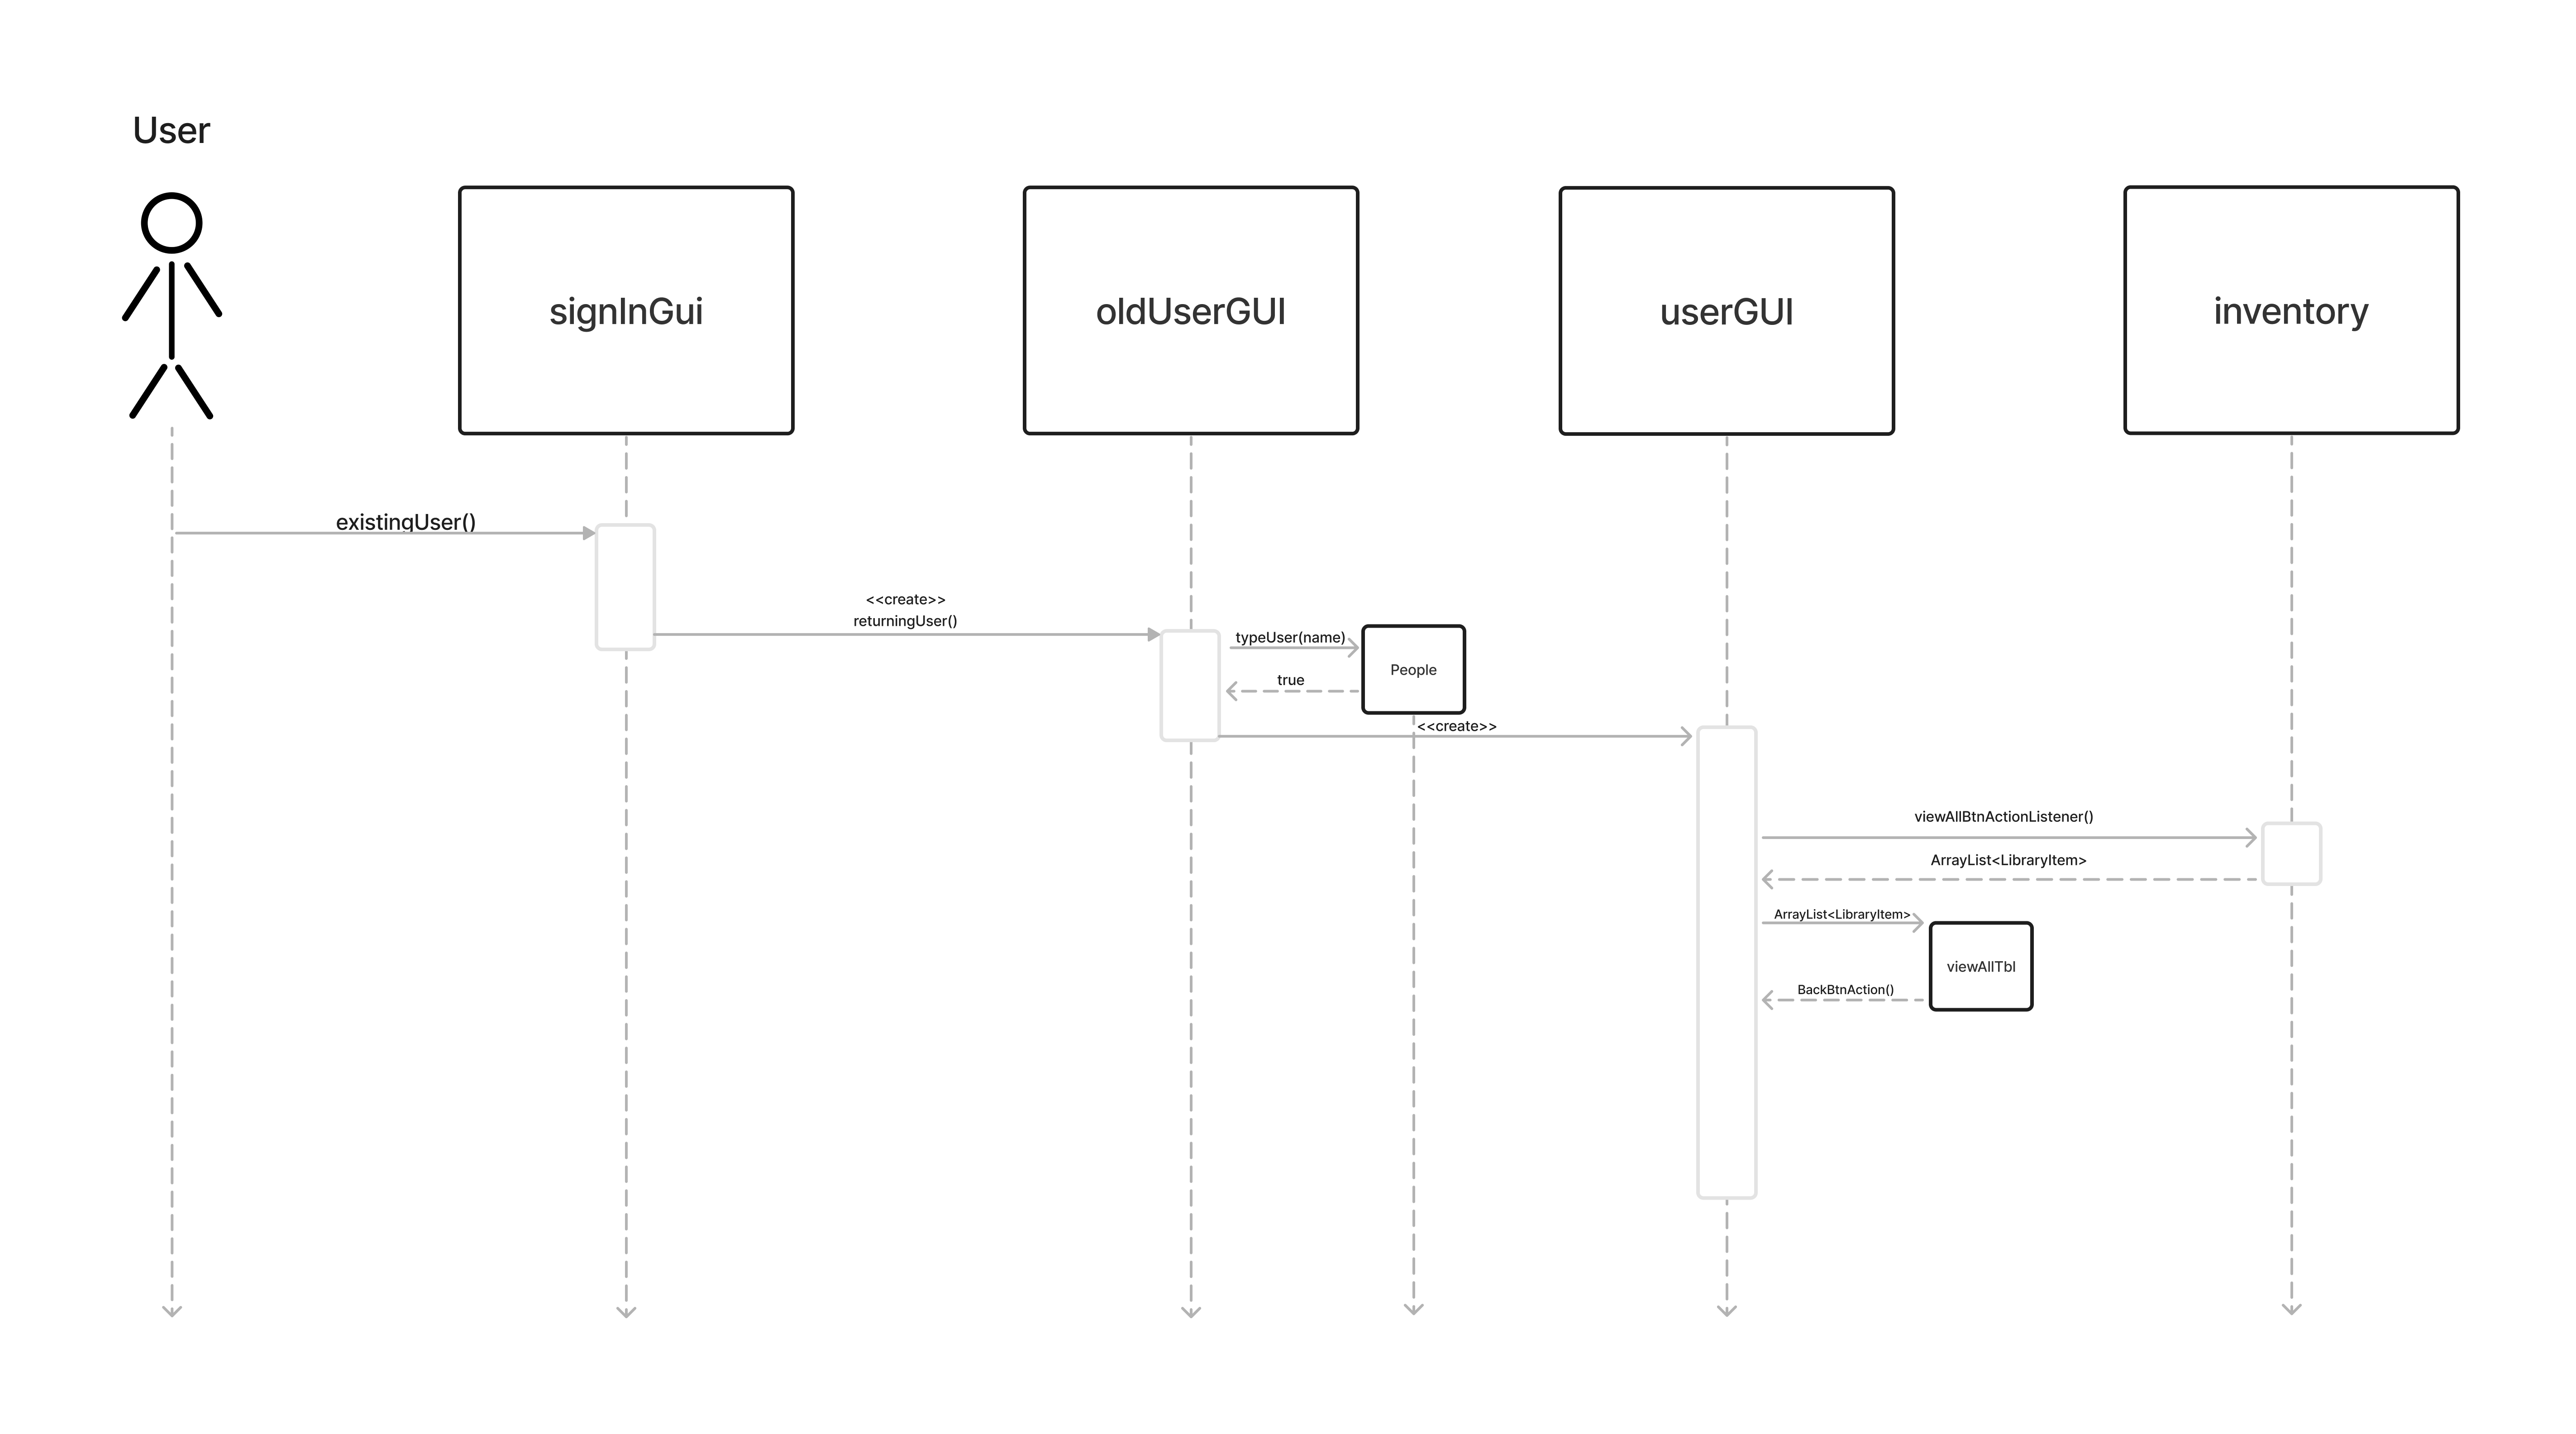 User
signInGui
oldUserGUI
userGUI
inventory
existingUser()
<<create>>
returningUser()
typeUser(name)
People
true
<<create>>
viewAllBtnActionListener()
ArrayList<LibraryItem>
ArrayList<LibraryItem>
viewAllTbl
BackBtnAction()